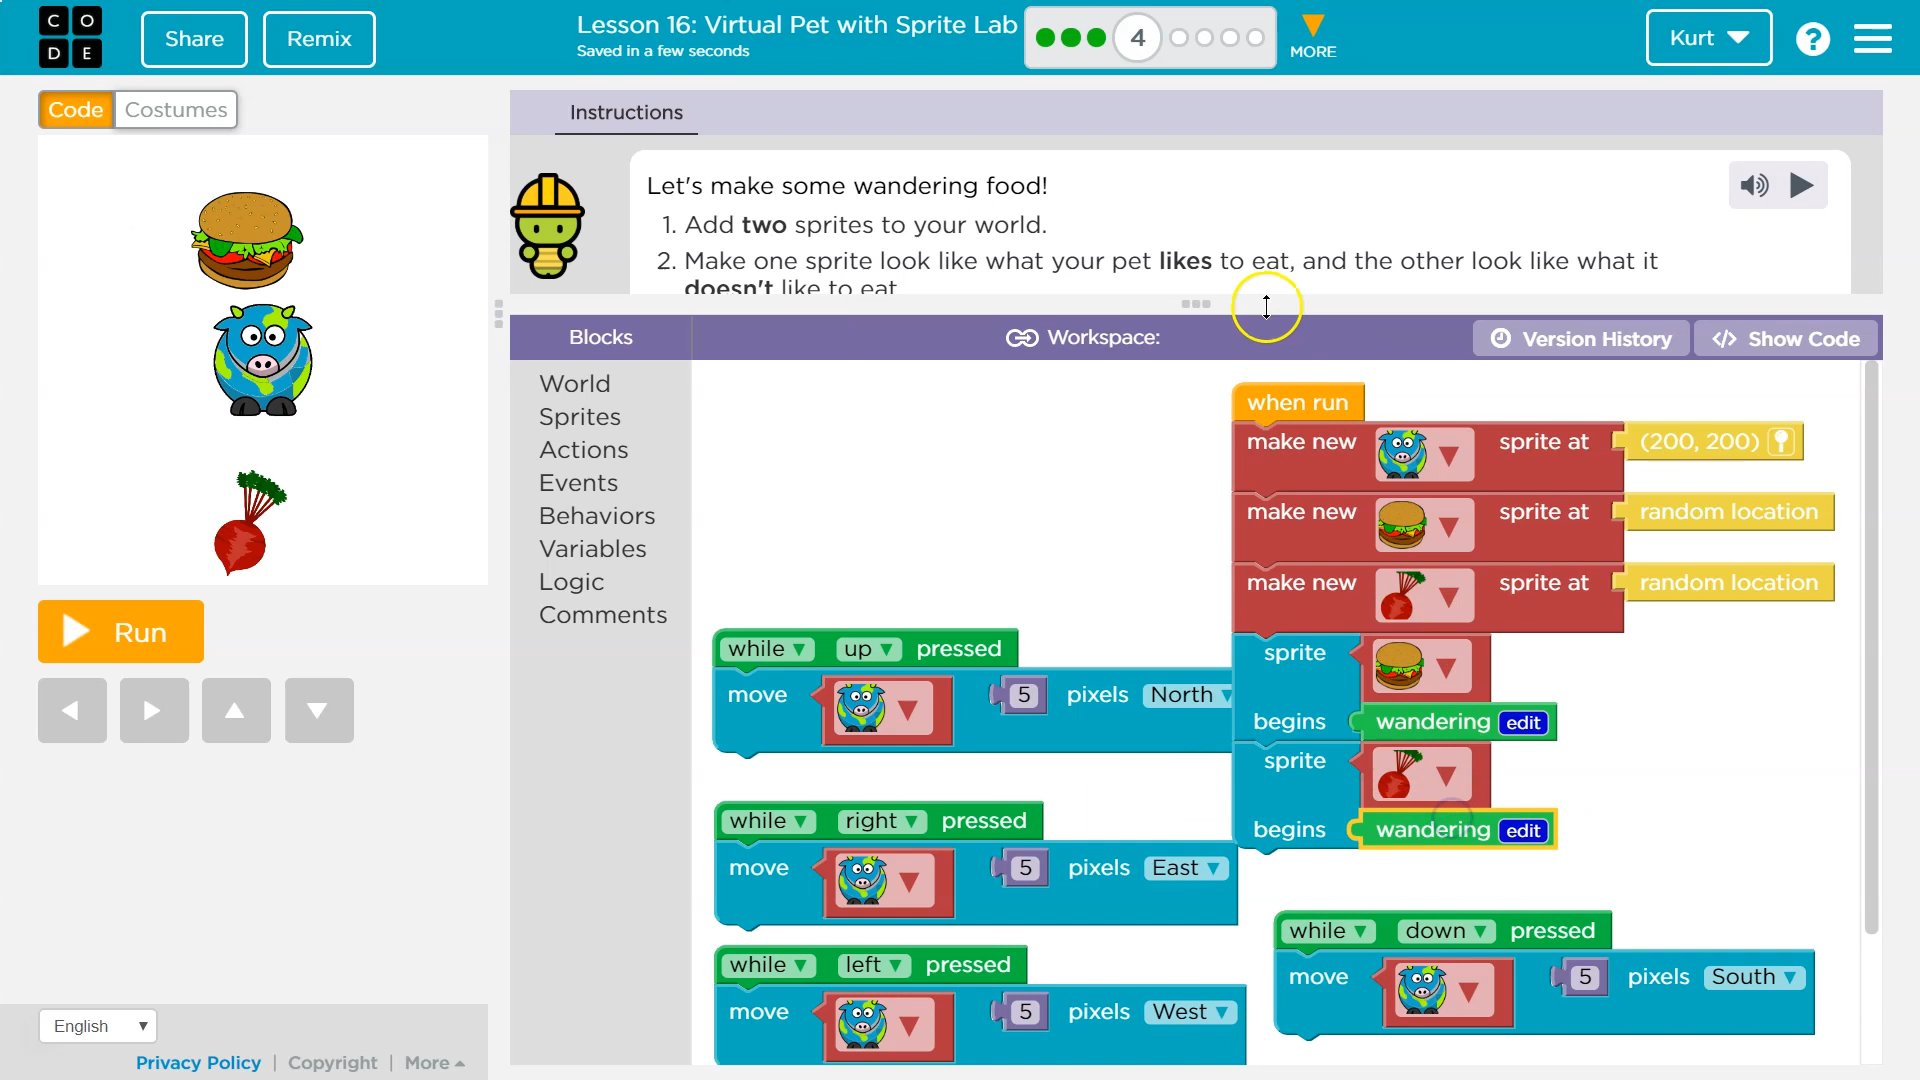 C O
D E
Share
Remix
Lesson 16: Virtual Pet with Sprite Lab
Saved in a few seconds
4
MORE
Kurt
?
Code
Costumes
Instructions
Let's make some wandering food!
1. Add two sprites to your world.
2. Make one sprite look like what your pet likes to eat, and the other look like what it
doesn't like to eat
Blocks
Workspace:
Version History
</> Show Code
World
Sprites
Actions
Events
Behaviors
Variables
Logic
Comments
when run
make new sprite at (200, 200)
make new sprite at random location
make new sprite at random location
sprite
begins wandering edit
sprite
begins wandering edit
while up pressed
move 5 pixels North
while right pressed
move 5 pixels East
while left pressed
move 5 pixels West
while down pressed
move 5 pixels South
Run
English
Privacy Policy | Copyright | More